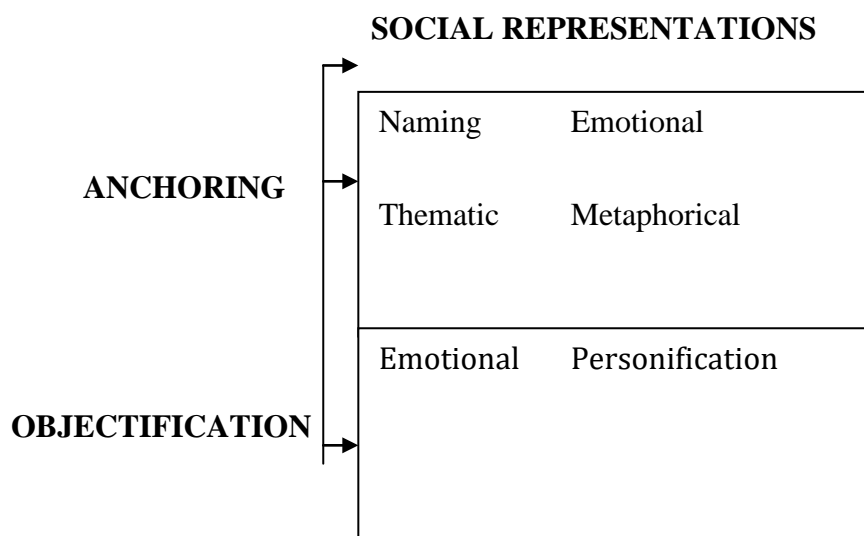 SOCIAL REPRESENTATIONS
Naming Emotional
ANCHORING
Thematic Metaphorical
Emotional Personification
OBJECTIFICATION